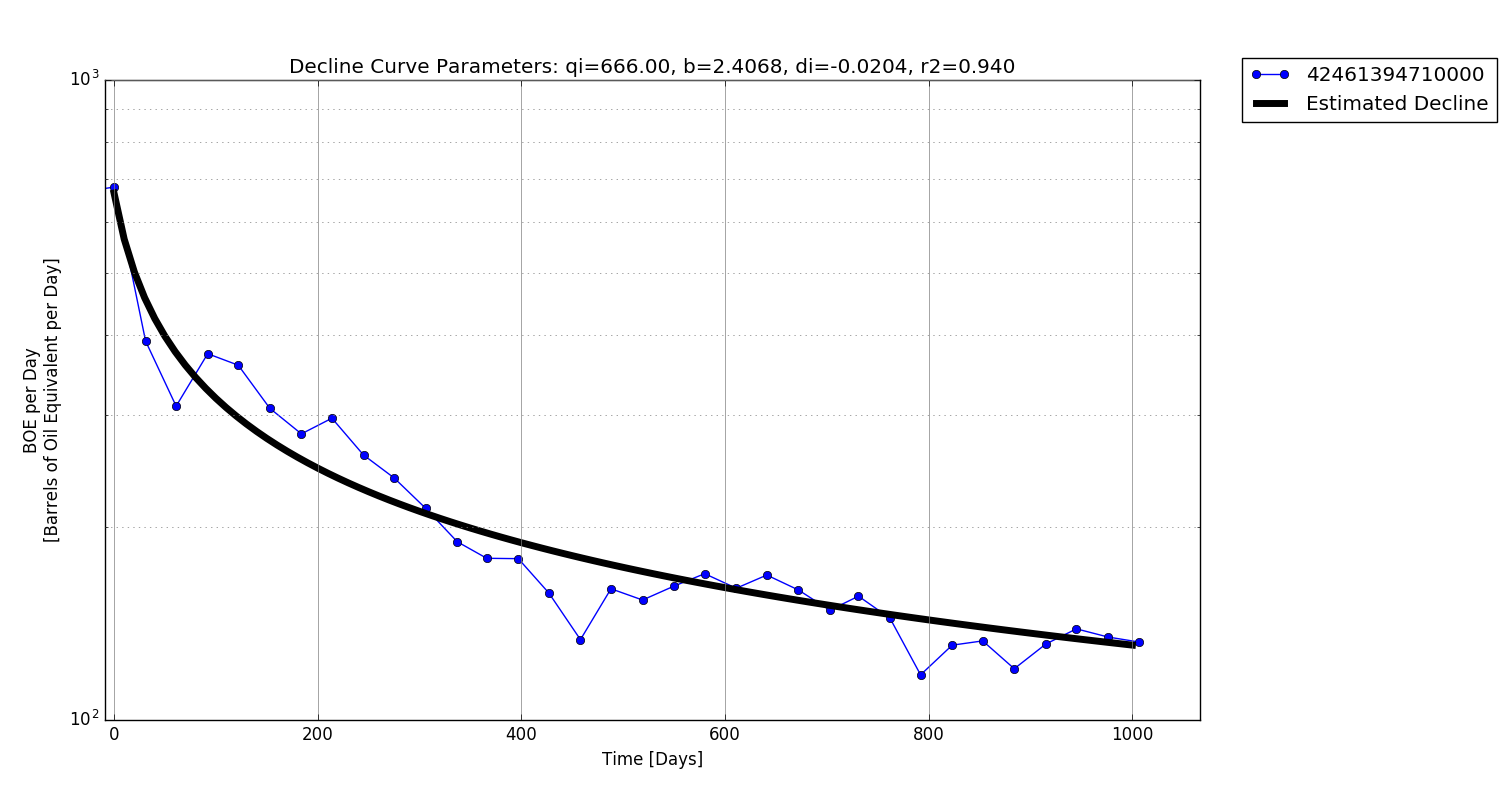 Decline Curve Parameters: qi=666.00, b=2.4068, di=-0.0204, r2=0.940
42461394710000
Estimated Decline
10³
10²
BOE per Day
[Barrels of Oil Equivalent per Day]
0 200 400 600 800 1000
Time [Days]